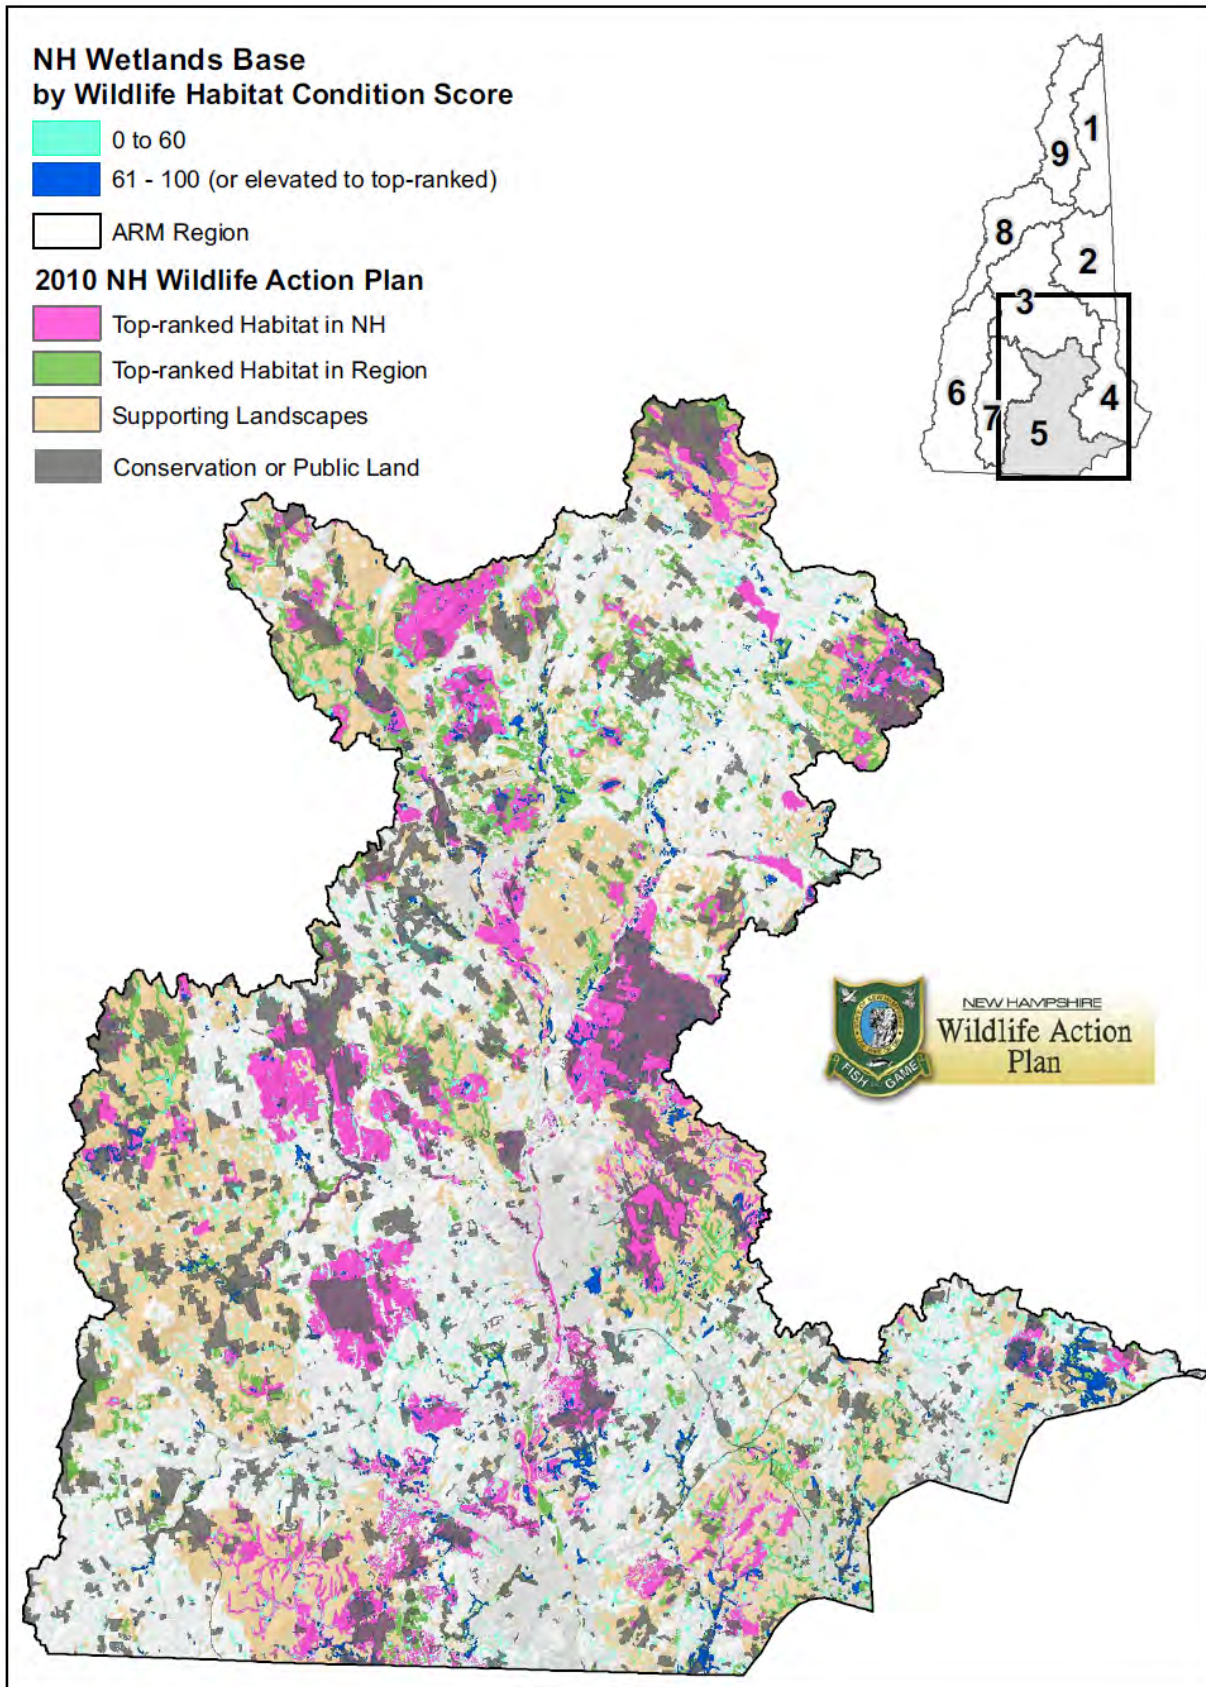 NH Wetlands Base
by Wildlife Habitat Condition Score
0 to 60
61 - 100 (or elevated to top-ranked)
ARM Region
2010 NH Wildlife Action Plan
Top-ranked Habitat in NH
Top-ranked Habitat in Region
Supporting Landscapes
Conservation or Public Land
1
9
8
2
3
6
7
4
5
NEW HAMPSHIRE
Wildlife Action
Plan
FISH AND GAME